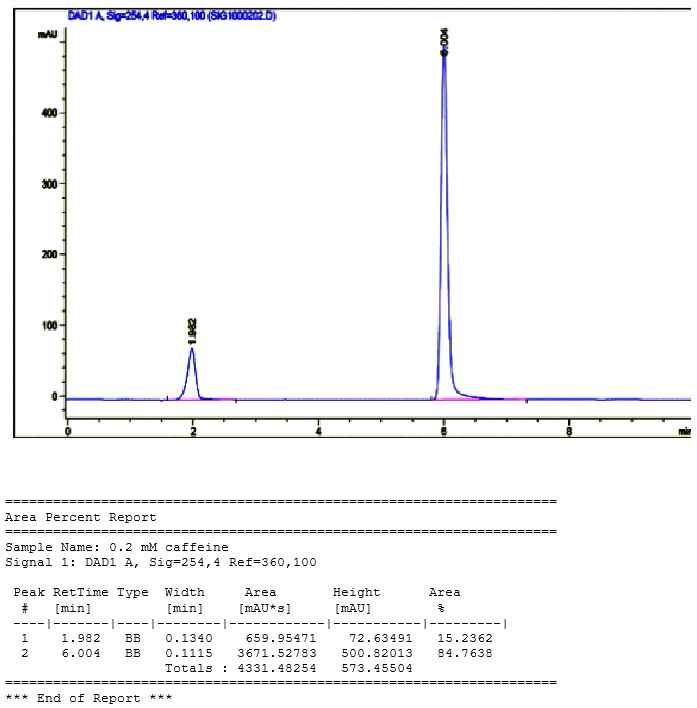 DAD1 A, Sig=254,4 Ref=360,100 (SIG1000202.D)
mAU
6.004
400
300
200
1.982
100
0
0 2 4 6 8 min
==================================================================
Area Percent Report
==================================================================
Sample Name: 0.2 mM caffeine
Signal 1: DAD1 A, Sig=254,4 Ref=360,100
Peak RetTime Type Width Area Height Area
# [min] [min] [mAU*s] [mAU] %
----|-------|----|--------|------------|------------|----------|
1 1.982 BB 0.1340 659.95471 72.63491 15.2362
2 6.004 BB 0.1115 3671.52783 500.82013 84.7638
Totals : 4331.48254 573.45504
==================================================================
*** End of Report ***